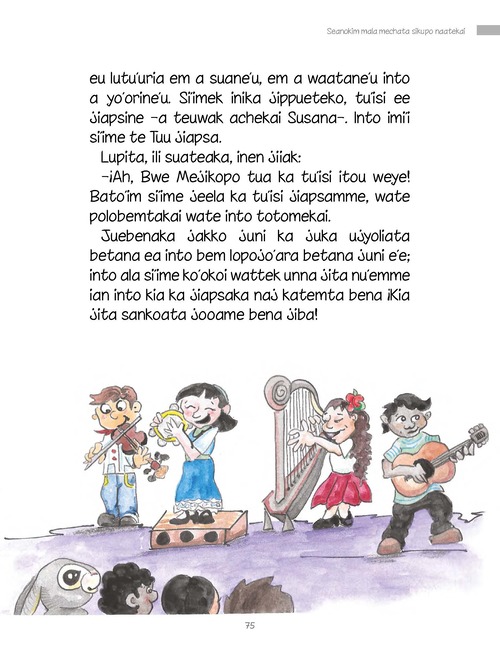 Seanokim mala mechata sikupo naatekai
eu lutu'uria em a suane'u, em a waatane'u into
a yo'orine'u. Si'imek inika jippueteko, tu'isi ee
jiapsine –a teuwak achekai Susana–. Into imi'i
si'ime te Tuu jiapsa.
Lupita, ili suateaka, inen jiiak:
–¡Ah, Bwe Mejikopo tua ka tu'isi itou weye!
Bato'im si'ime jeela ka tu'isi jiapsamme, wate
polobemtakai wate into totomekai.
Juebenaka jakko juni ka juka ujyoliata
betana ea into bem lopojo'ara betana juni e'e;
into ala si'ime ko'okoi wattek unna jita nu'emme
ian into kia ka jiapsaka naj katemta bena ¡Kia
jita sankoata jooame bena jiba!
75